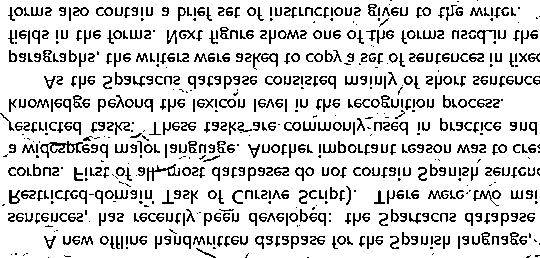 A new offline handwritten database for the Spanish language,
sentences, has recently been developed: the Spartacus database
Restricted-domain Task of Cursive Script). There were two mai
corpus. First of all, most databases do not contain Spanish sentenc
a widespread major language. Another important reason was to crea
restricted tasks. These tasks are commonly used in practice and
knowledge beyond the lexicon level in the recognition process.
As the Spartacus database consisted mainly of short sentence
paragraphs, the writers were asked to copy a set of sentences in fixed
fields in the forms. Next figure shows one of the forms used in the
forms also contain a brief set of instructions given to the writer.